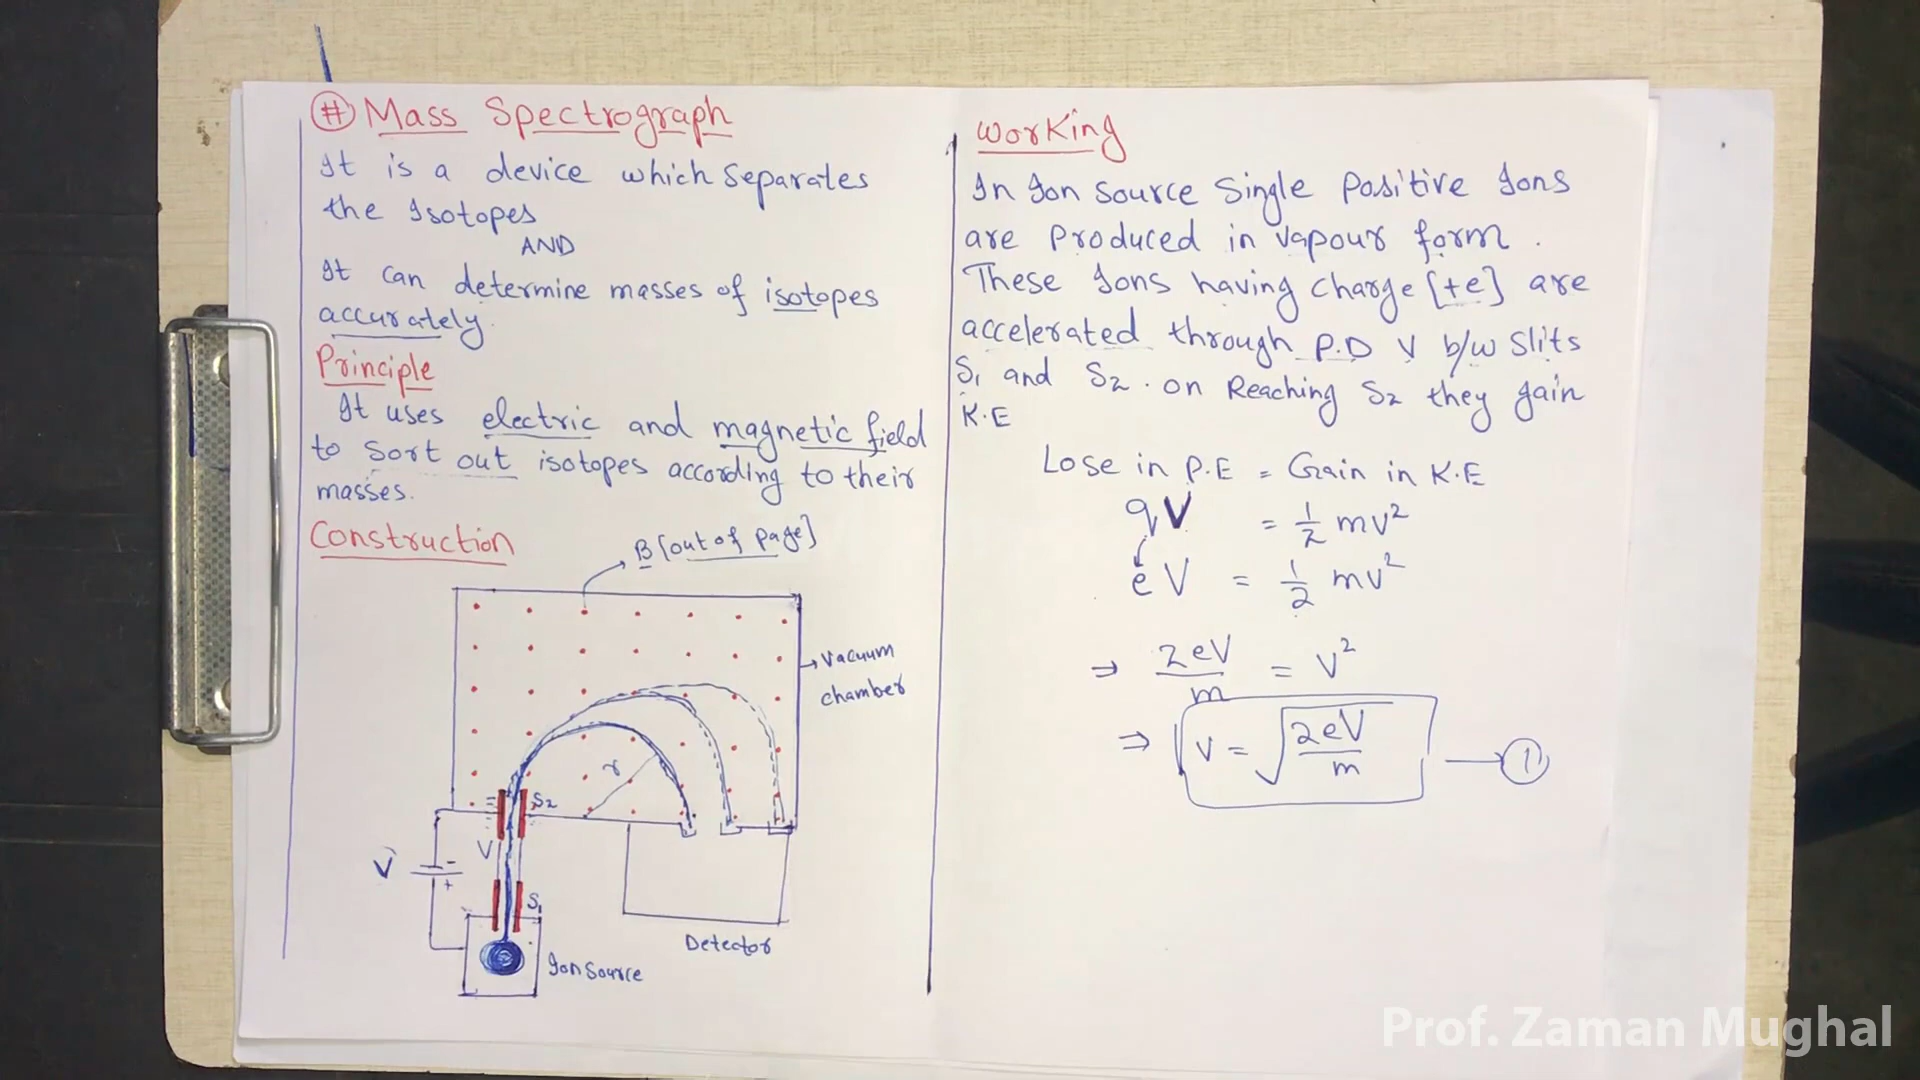 # Mass Spectrograph
It is a device which separates
the Isotopes
AND
It can determine masses of isotopes
accurately.
Principle
It uses electric and magnetic field
to sort out isotopes according to their
masses.
Construction
B [out of page]
Vacuum
chamber
r
S2
V
V
-
+
S1
Detector
Ion Source
Working
In Ion source Single Positive Ions
are produced in vapour form.
These Ions having charge [+e] are
accelerated through P.D V b/w Slits
S1 and S2. on Reaching S2 they gain
K.E
Lose in P.E = Gain in K.E
qV = 1/2 mv²
eV = 1/2 mv²
⇒ 2eV/m = v²
⇒ v = √(2eV/m) → 1
Prof. Zaman Mughal